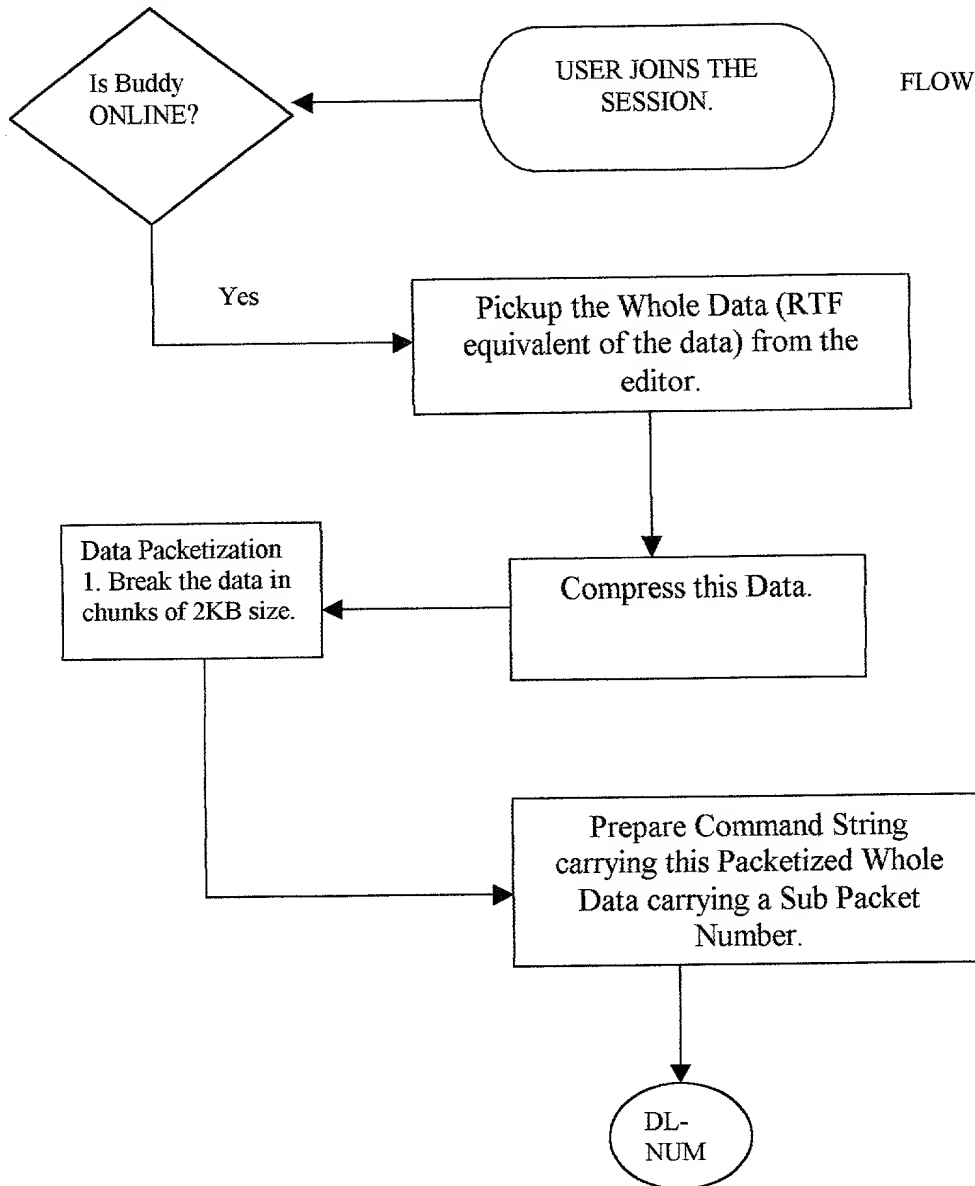 Is Buddy
ONLINE?
USER JOINS THE
SESSION.
FLOW
Yes
Pickup the Whole Data (RTF
equivalent of the data) from the
editor.
Data Packetization
1. Break the data in
chunks of 2KB size.
Compress this Data.
Prepare Command String
carrying this Packetized Whole
Data carrying a Sub Packet
Number.
DL-
NUM